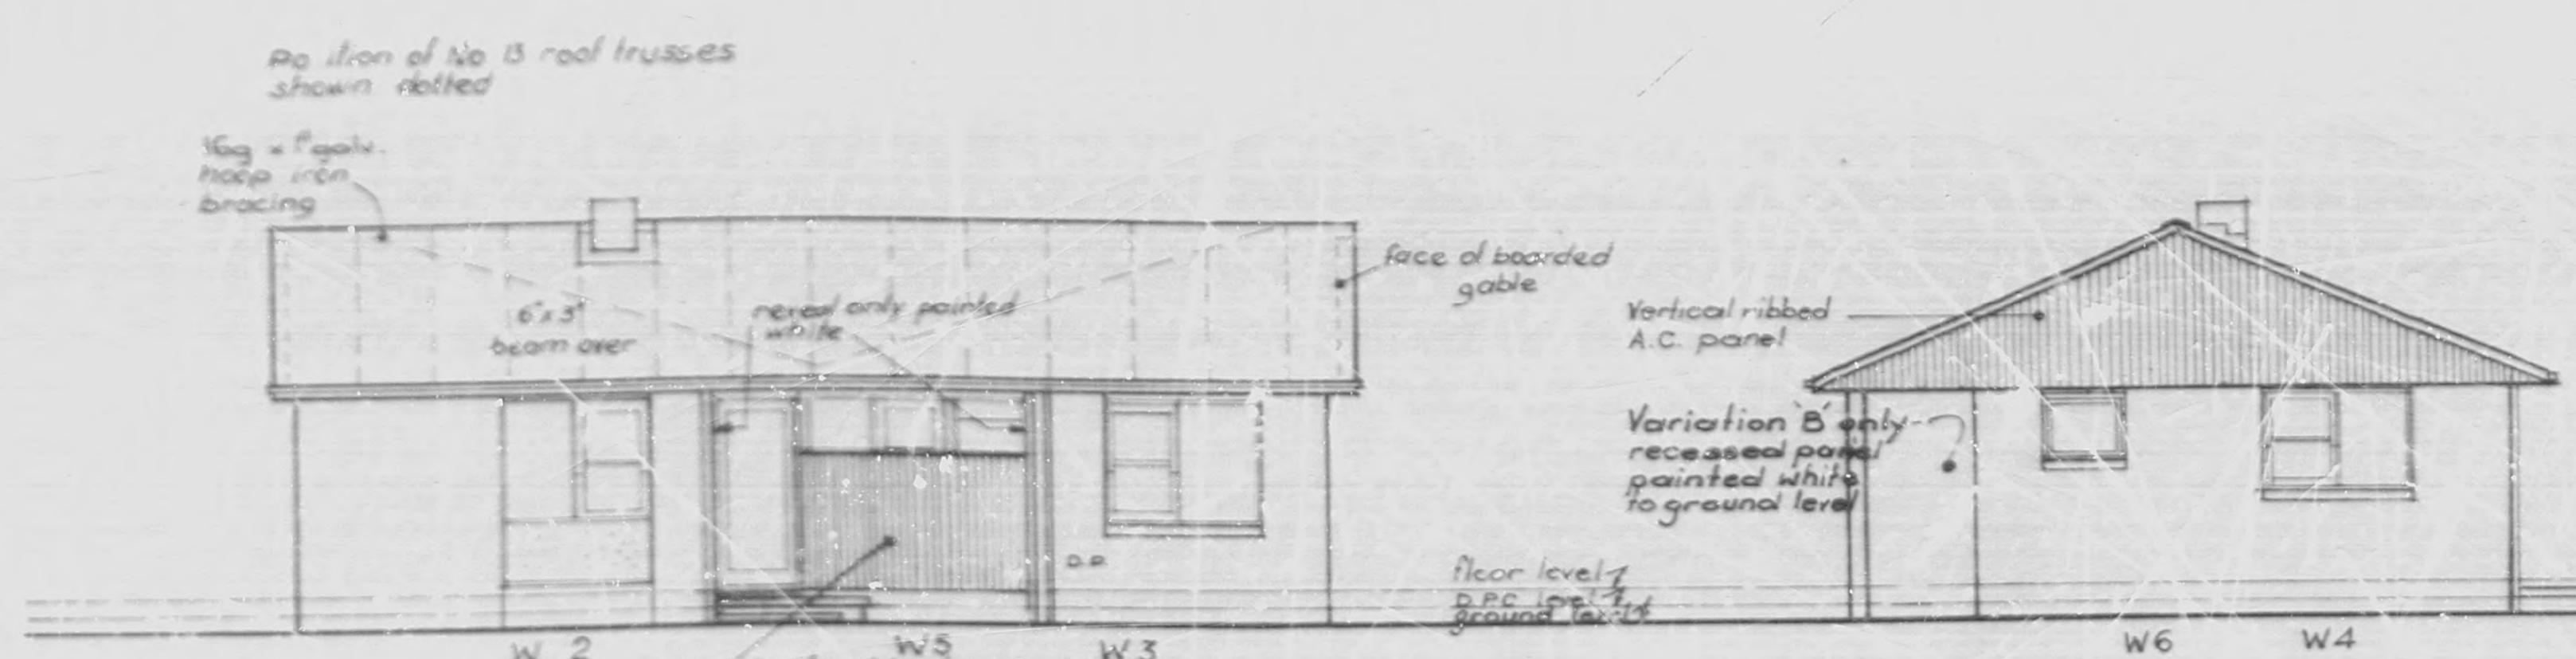 Position of No 13 roof trusses
shown dotted
16g x 1" galv.
hoop iron
bracing
face of boarded
gable
6"x3"
beam over
reveal only painted
white
Vertical ribbed
A.C. panel
Variation 'B' only
recessed panel
painted white
to ground level
D.P.
floor level
D.P.C. level
ground level
W 2
W5
W3
W6
W4